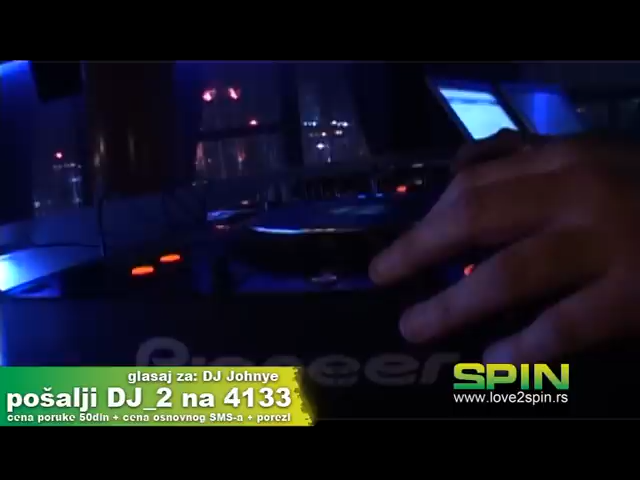 Pioneer
glasaj za: DJ Johnye
pošalji DJ_2 na 4133
cena poruke 50din + cena osnovnog SMS-a + porezi
SPIN
www.love2spin.rs